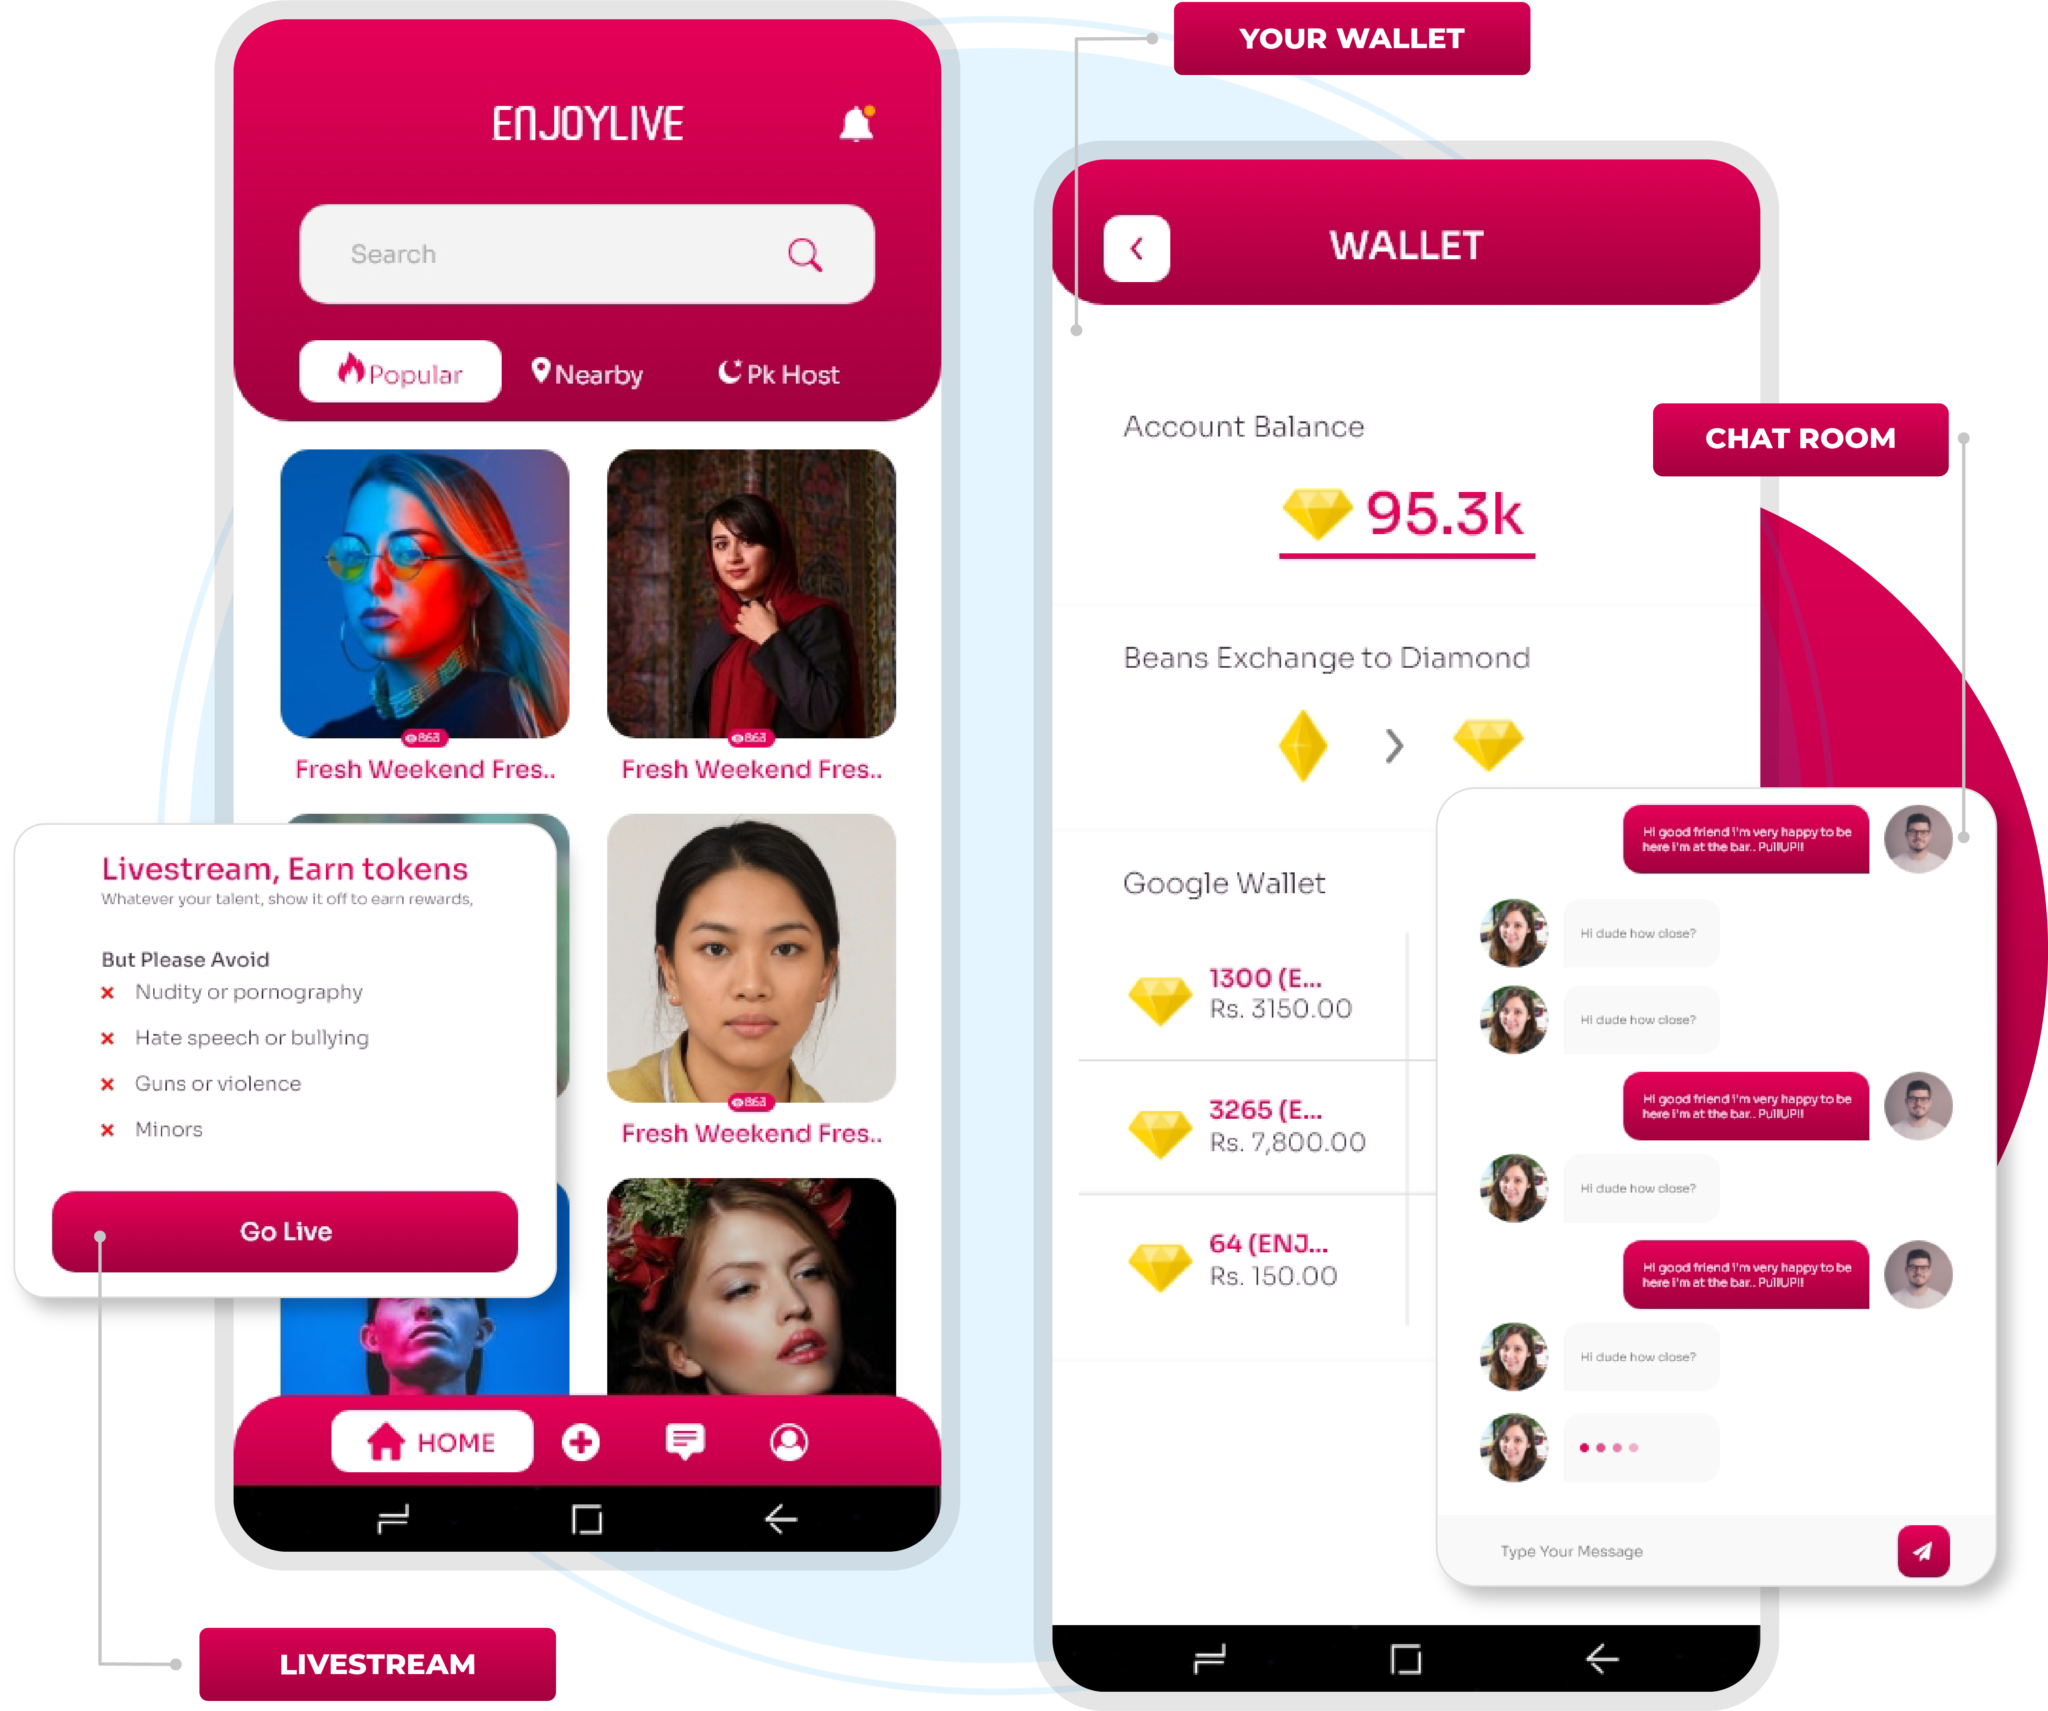 YOUR WALLET
ENJOYLIVE
Search
Popular
Nearby
Pk Host
863
Fresh Weekend Fres..
863
Fresh Weekend Fres..
Livestream, Earn tokens
Whatever your talent, show it off to earn rewards,
But Please Avoid
Nudity or pornography
Hate speech or bullying
Guns or violence
Minors
Go Live
863
Fresh Weekend Fres..
HOME
LIVESTREAM
WALLET
Account Balance
95.3k
Beans Exchange to Diamond
Google Wallet
1300 (E...
Rs. 3150.00
3265 (E...
Rs. 7,800.00
64 (ENJ...
Rs. 150.00
CHAT ROOM
Hi good friend i'm very happy to be
here i'm at the bar.. PullUP!!
Hi dude how close?
Hi dude how close?
Hi good friend i'm very happy to be
here i'm at the bar.. PullUP!!
Hi dude how close?
Hi good friend i'm very happy to be
here i'm at the bar.. PullUP!!
Hi dude how close?
Type Your Message